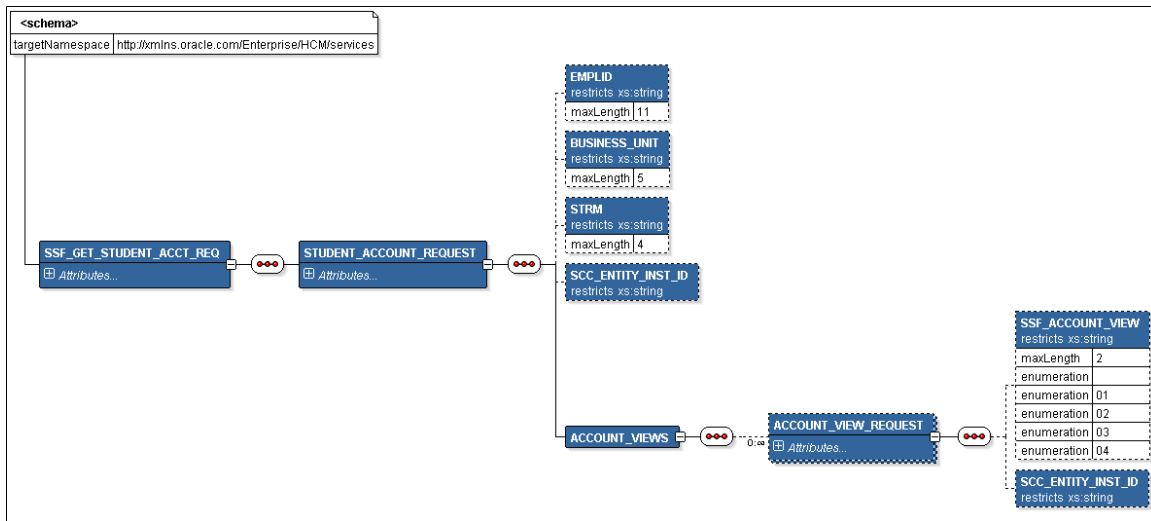 <schema>
targetNamespace http://xmlns.oracle.com/Enterprise/HCM/services
EMPLID
restricts xs:string
maxLength 11
BUSINESS_UNIT
restricts xs:string
maxLength 5
STRM
restricts xs:string
maxLength 4
SSF_GET_STUDENT_ACCT_REQ
Attributes...
STUDENT_ACCOUNT_REQUEST
Attributes...
SCC_ENTITY_INST_ID
restricts xs:string
ACCOUNT_VIEWS
0:∞
ACCOUNT_VIEW_REQUEST
Attributes...
SSF_ACCOUNT_VIEW
restricts xs:string
maxLength 2
enumeration
enumeration 01
enumeration 02
enumeration 03
enumeration 04
SCC_ENTITY_INST_ID
restricts xs:string